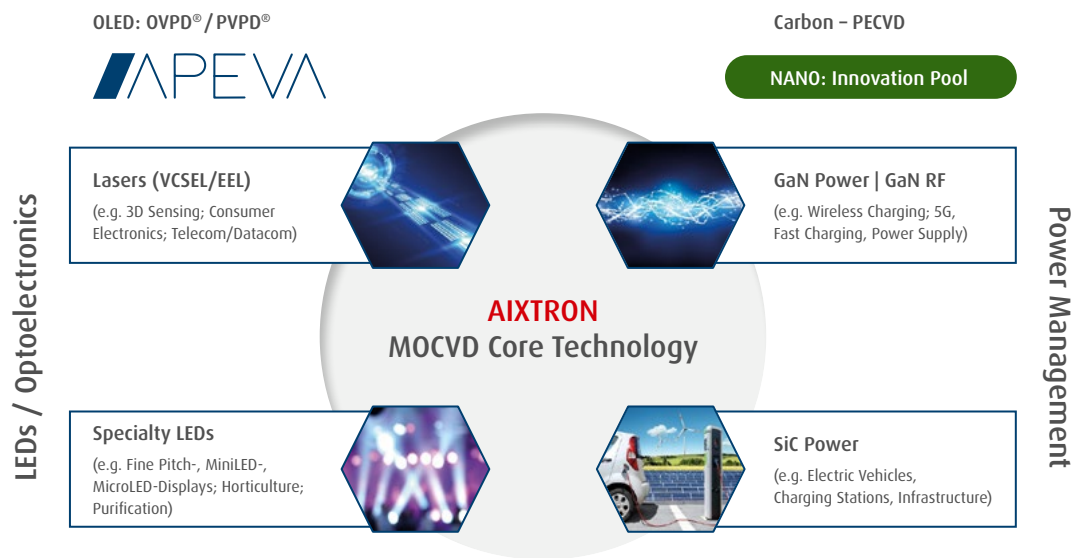 OLED: OVPD® / PVPD®
APEVA
Carbon – PECVD
NANO: Innovation Pool
LEDs / Optoelectronics
Lasers (VCSEL/EEL)
(e.g. 3D Sensing; Consumer
Electronics; Telecom/Datacom)
GaN Power | GaN RF
(e.g. Wireless Charging; 5G,
Fast Charging, Power Supply)
Power Management
AIXTRON
MOCVD Core Technology
Specialty LEDs
(e.g. Fine Pitch-, MiniLED-,
MicroLED-Displays; Horticulture;
Purification)
SiC Power
(e.g. Electric Vehicles,
Charging Stations, Infrastructure)